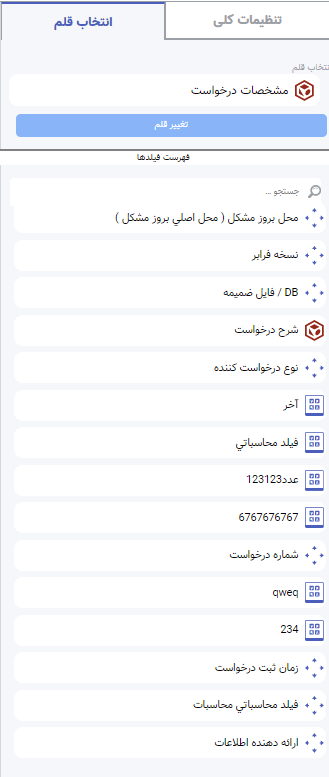 تنظیمات کلی
انتخاب قلم
انتخاب قلم
مشخصات درخواست
تغییر قلم
فهرست فیلدها
جستجو ...
محل بروز مشکل ( محل اصلي بروز مشکل )
نسخه فرابر
DB / فایل ضمیمه
شرح درخواست
نوع درخواست کننده
آخر
فیلد محاسباتي
عدد123123
6767676767
شماره درخواست
qweq
234
زمان ثبت درخواست
فیلد محاسباتي محاسبات
ارائه دهنده اطلاعات